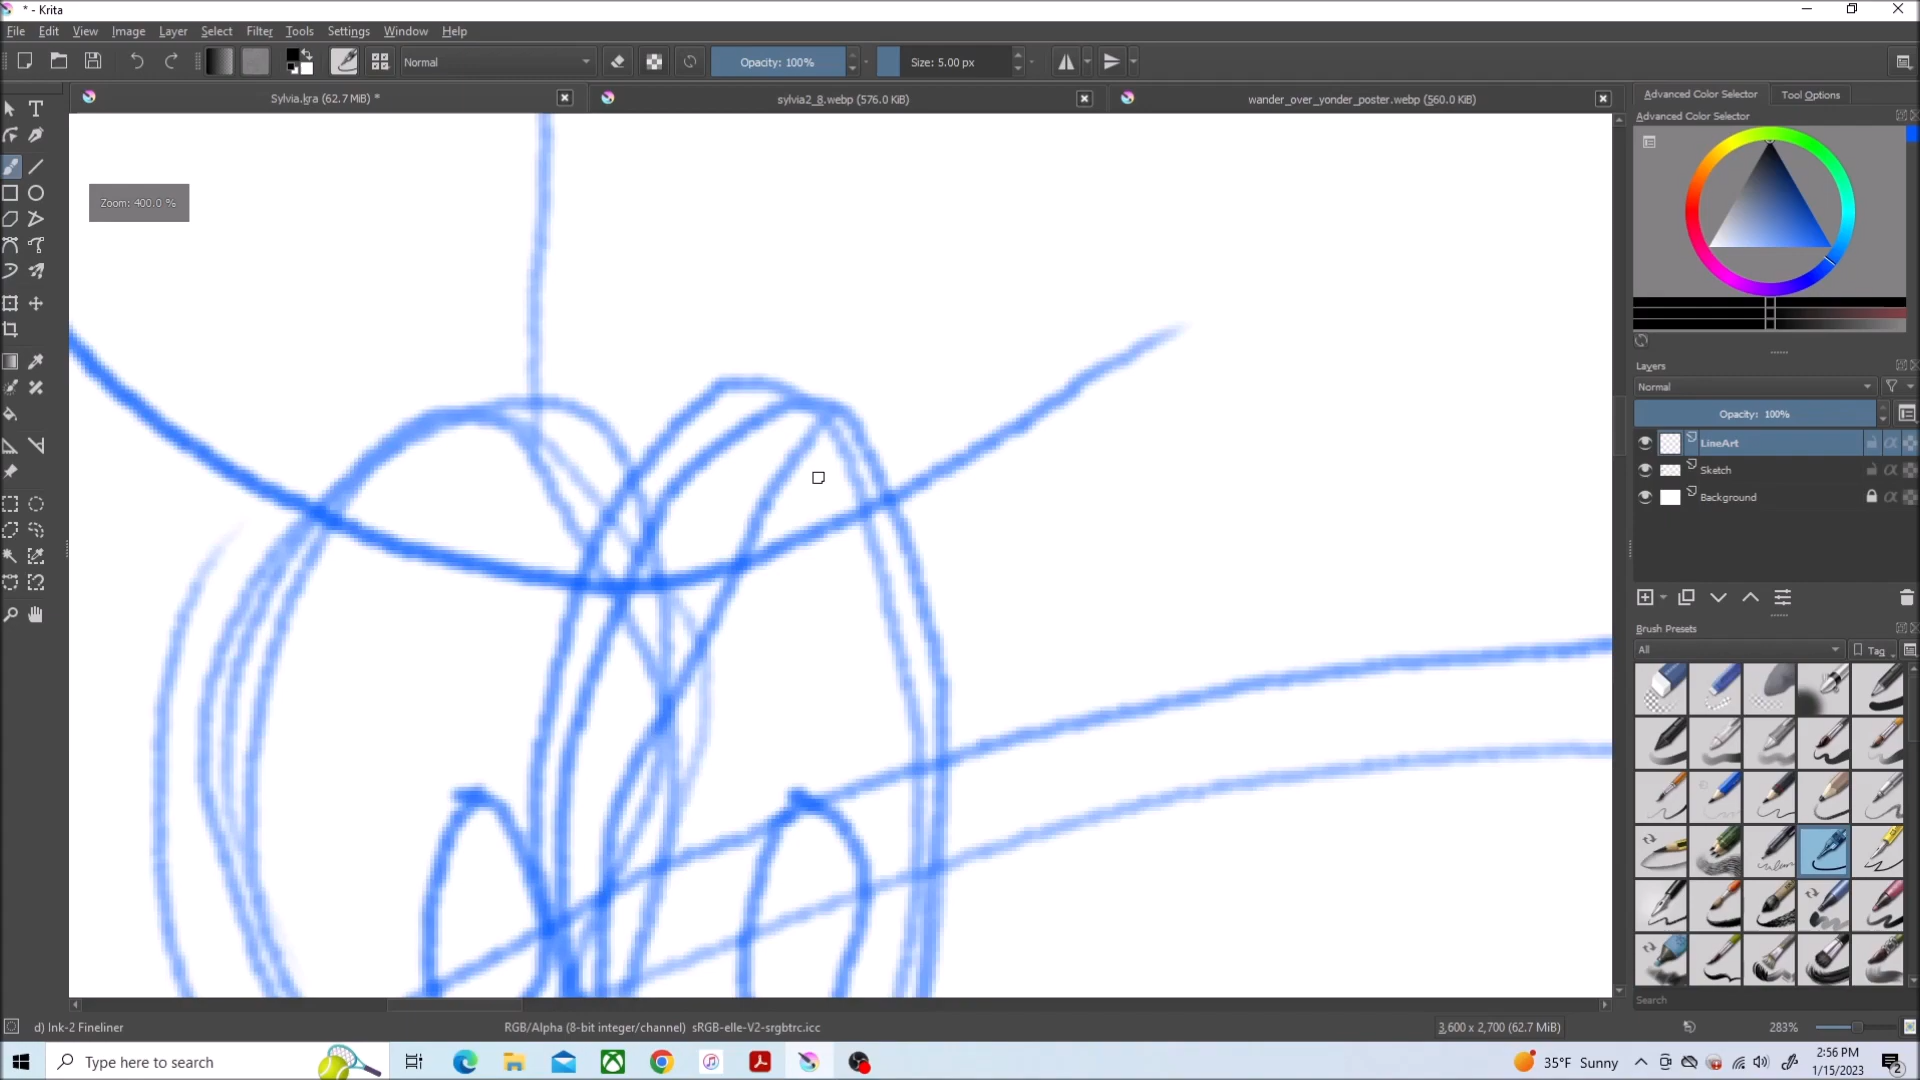 * - Krita
File Edit View Image Layer Select Filter Tools Settings Window Help
Normal Opacity: 100% Size: 5.00 px
Sylvia.kra (62.7 MiB) * sylvia2_8.webp (576.0 KiB) wander_over_yonder_poster.webp (560.0 KiB)
Advanced Color Selector Tool Options
Advanced Color Selector
Zoom: 400.0 %
Layers
Normal
Opacity: 100%
LineArt
Sketch
Background
Brush Presets
All Tag
Search
d) Ink-2 Fineliner RGB/Alpha (8-bit integer/channel) sRGB-elle-V2-srgbtrc.icc 3,600 x 2,700 (62.7 MiB) 283%
Type here to search 35°F Sunny 2:56 PM
1/15/2023 2